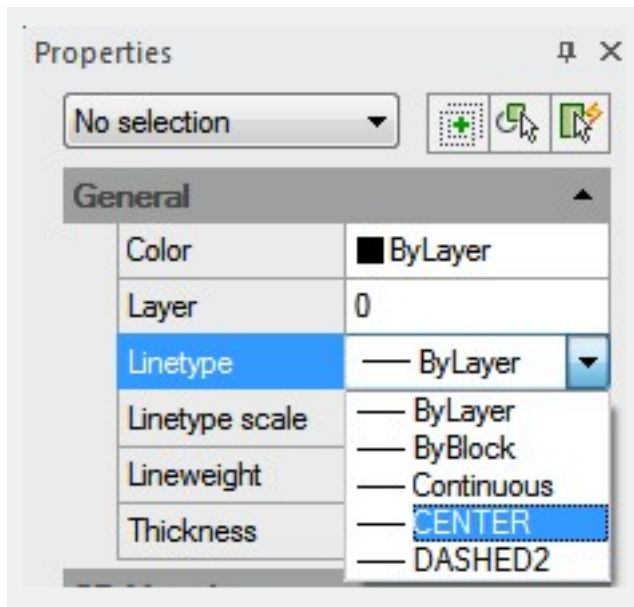 Properties
No selection
General
Color ByLayer
Layer 0
Linetype ByLayer
Linetype scale
Lineweight
Thickness
ByLayer
ByBlock
Continuous
CENTER
DASHED2